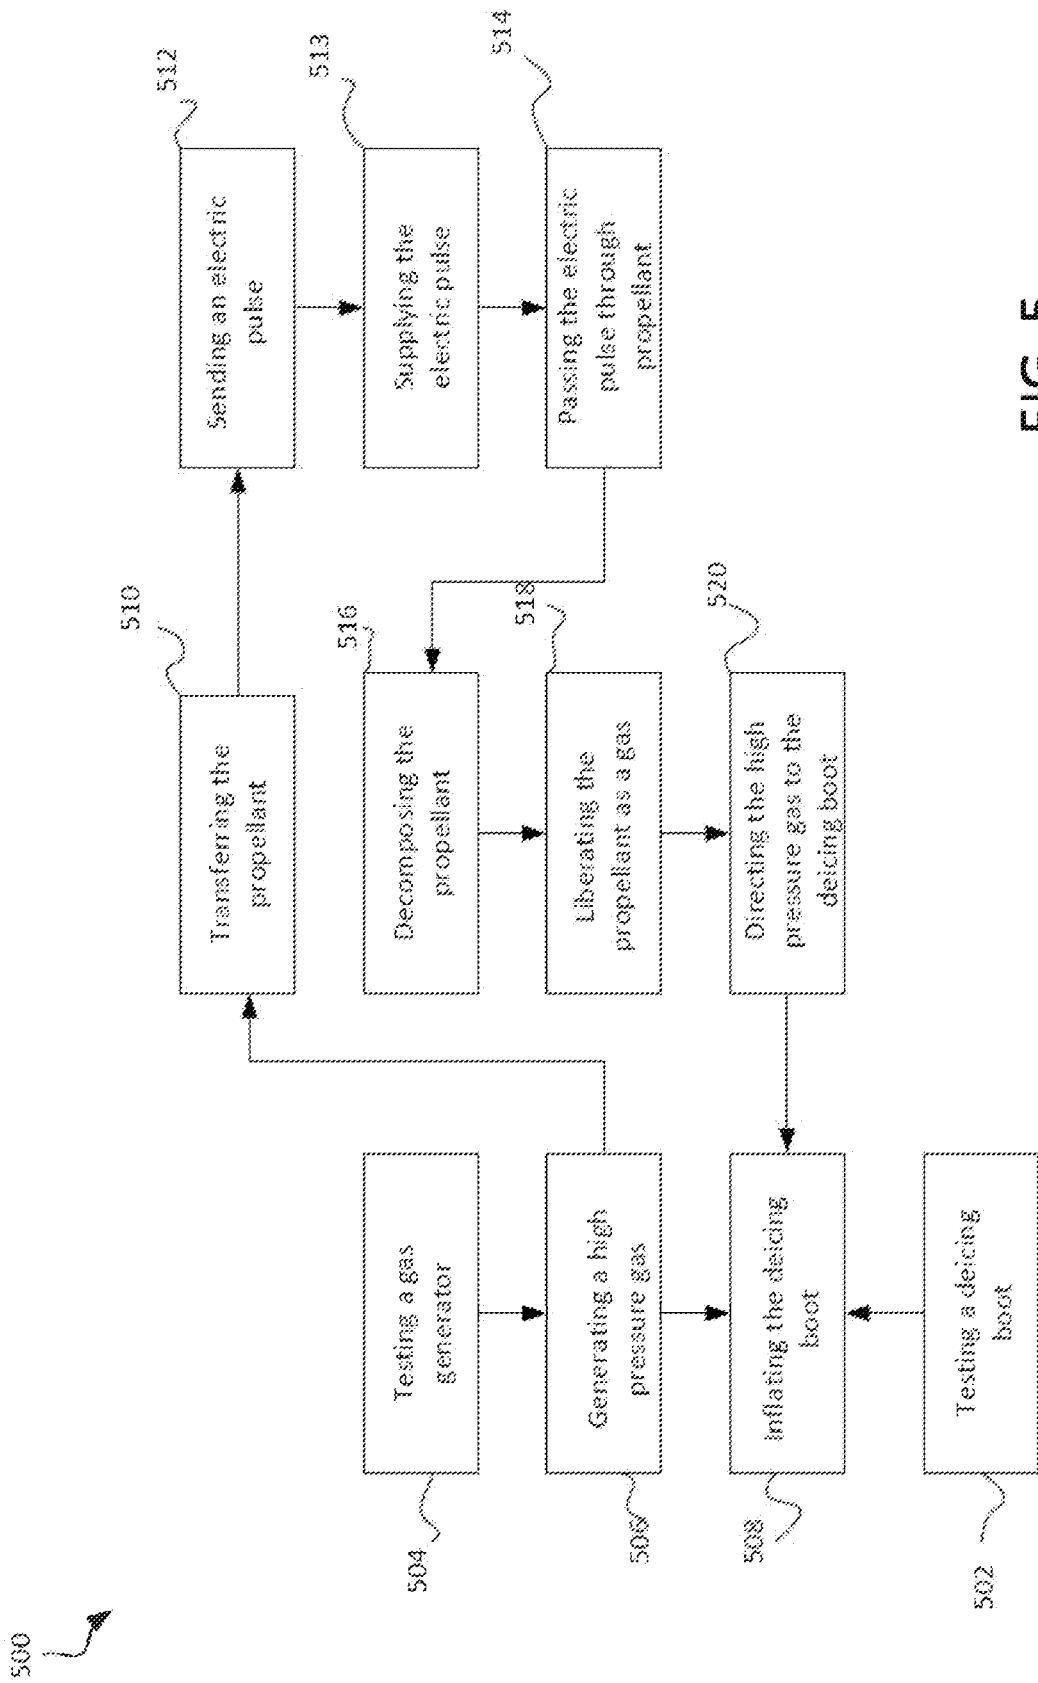 500
504
Testing a gas
generator
506
Generating a high
pressure gas
508
Inflating the deicing
boot
502
Testing a deicing
boot
510
Transferring the
propellant
516
Decomposing the
propellant
518
Liberating the
propellant as a gas
520
Directing the high
pressure gas to the
deicing boot
512
Sending an electric
pulse
513
Supplying the
electric pulse
514
Passing the electric
pulse through
propellant
FIG. 5